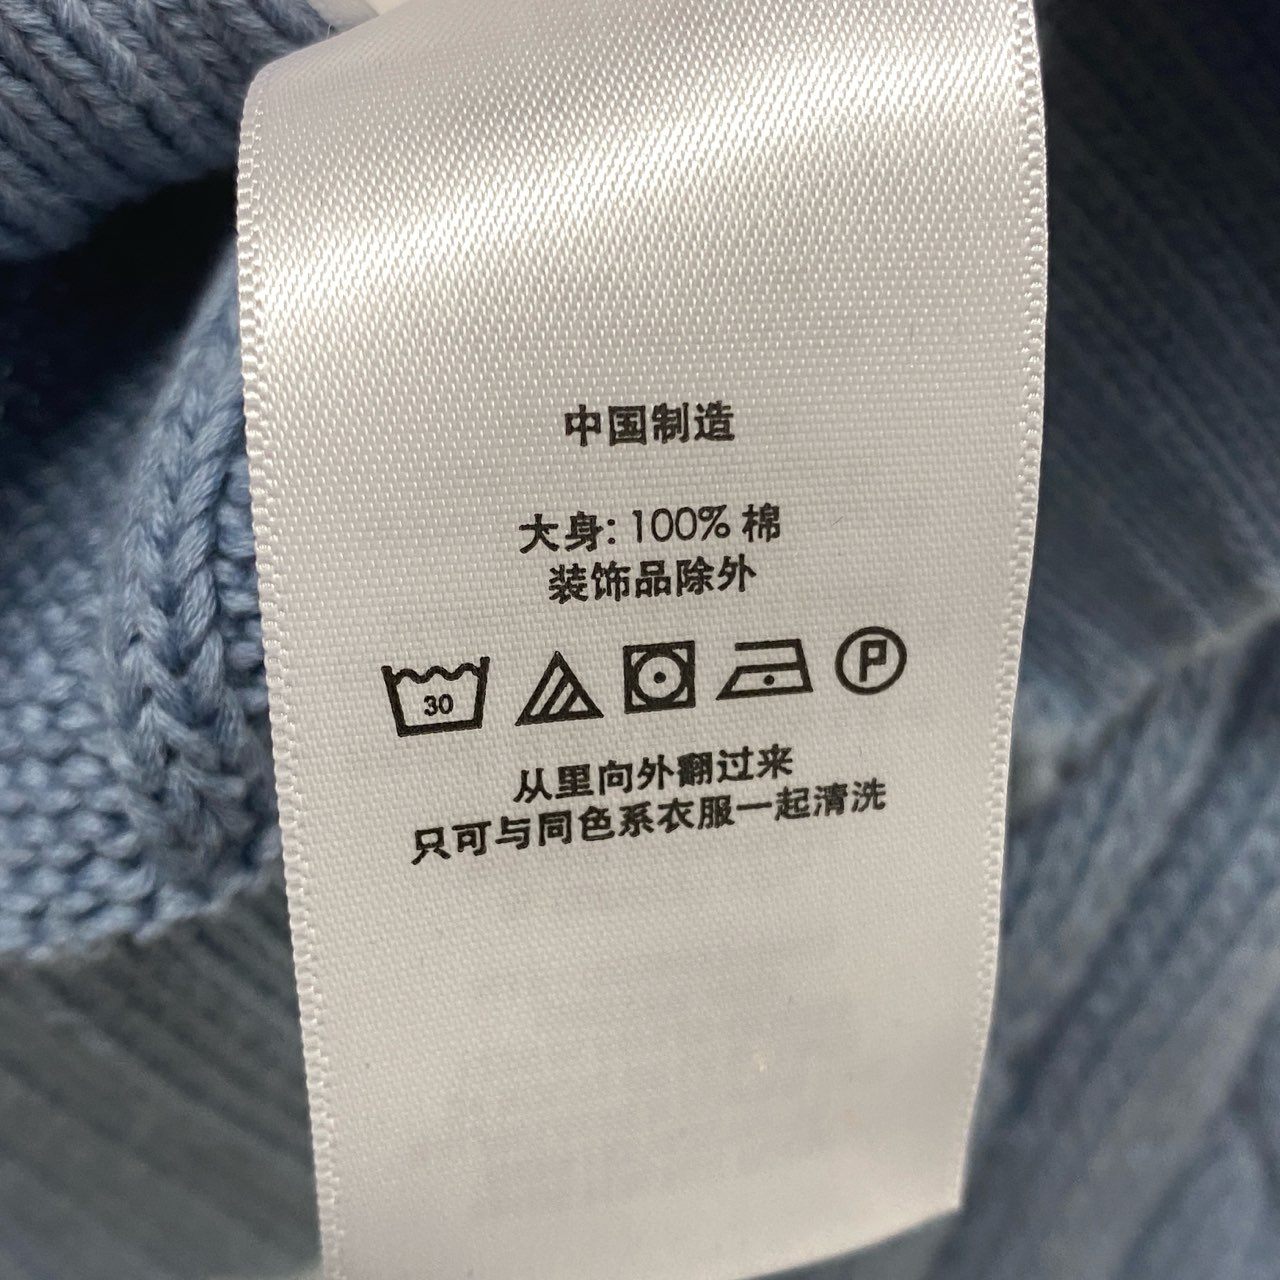 中国制造
大身: 100% 棉
装饰品除外
30 P
从里向外翻过来
只可与同色系衣服一起清洗